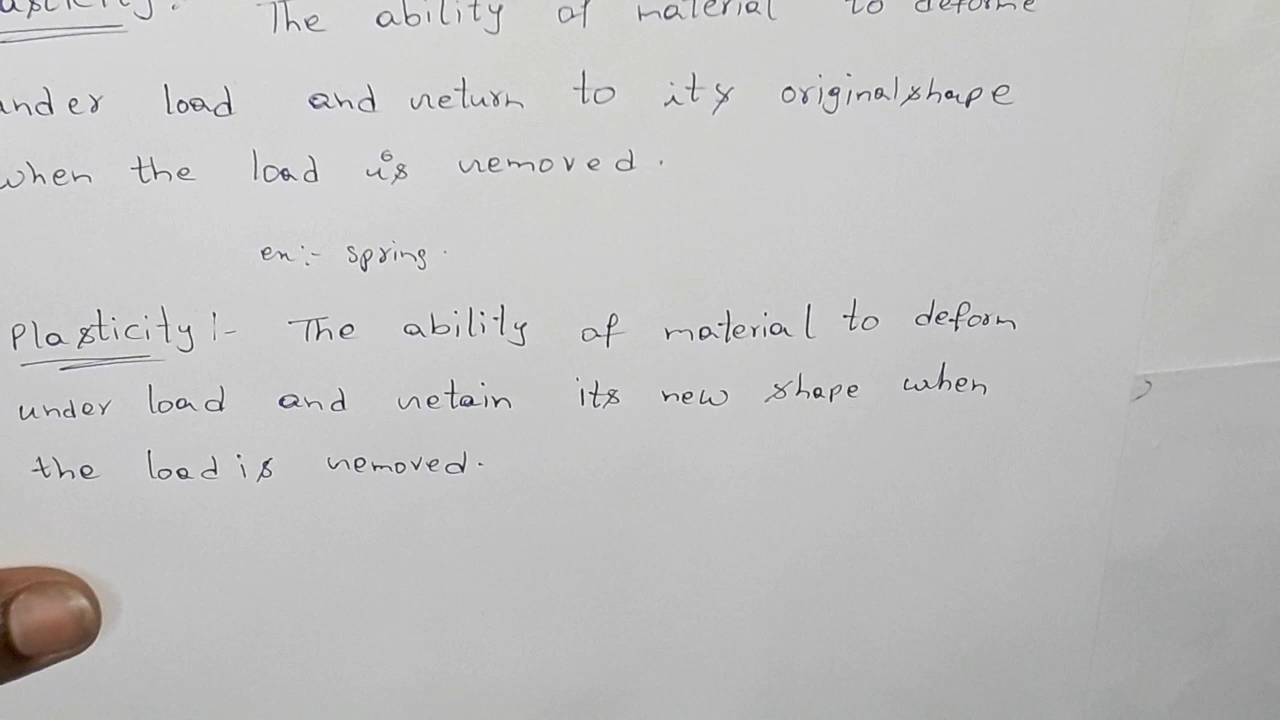 The ability of material to deforme
under load and return to its original shape
when the load is removed.
ex:- spring.
Plasticity :- The ability of material to deform
under load and retain its new shape when
the load is removed.